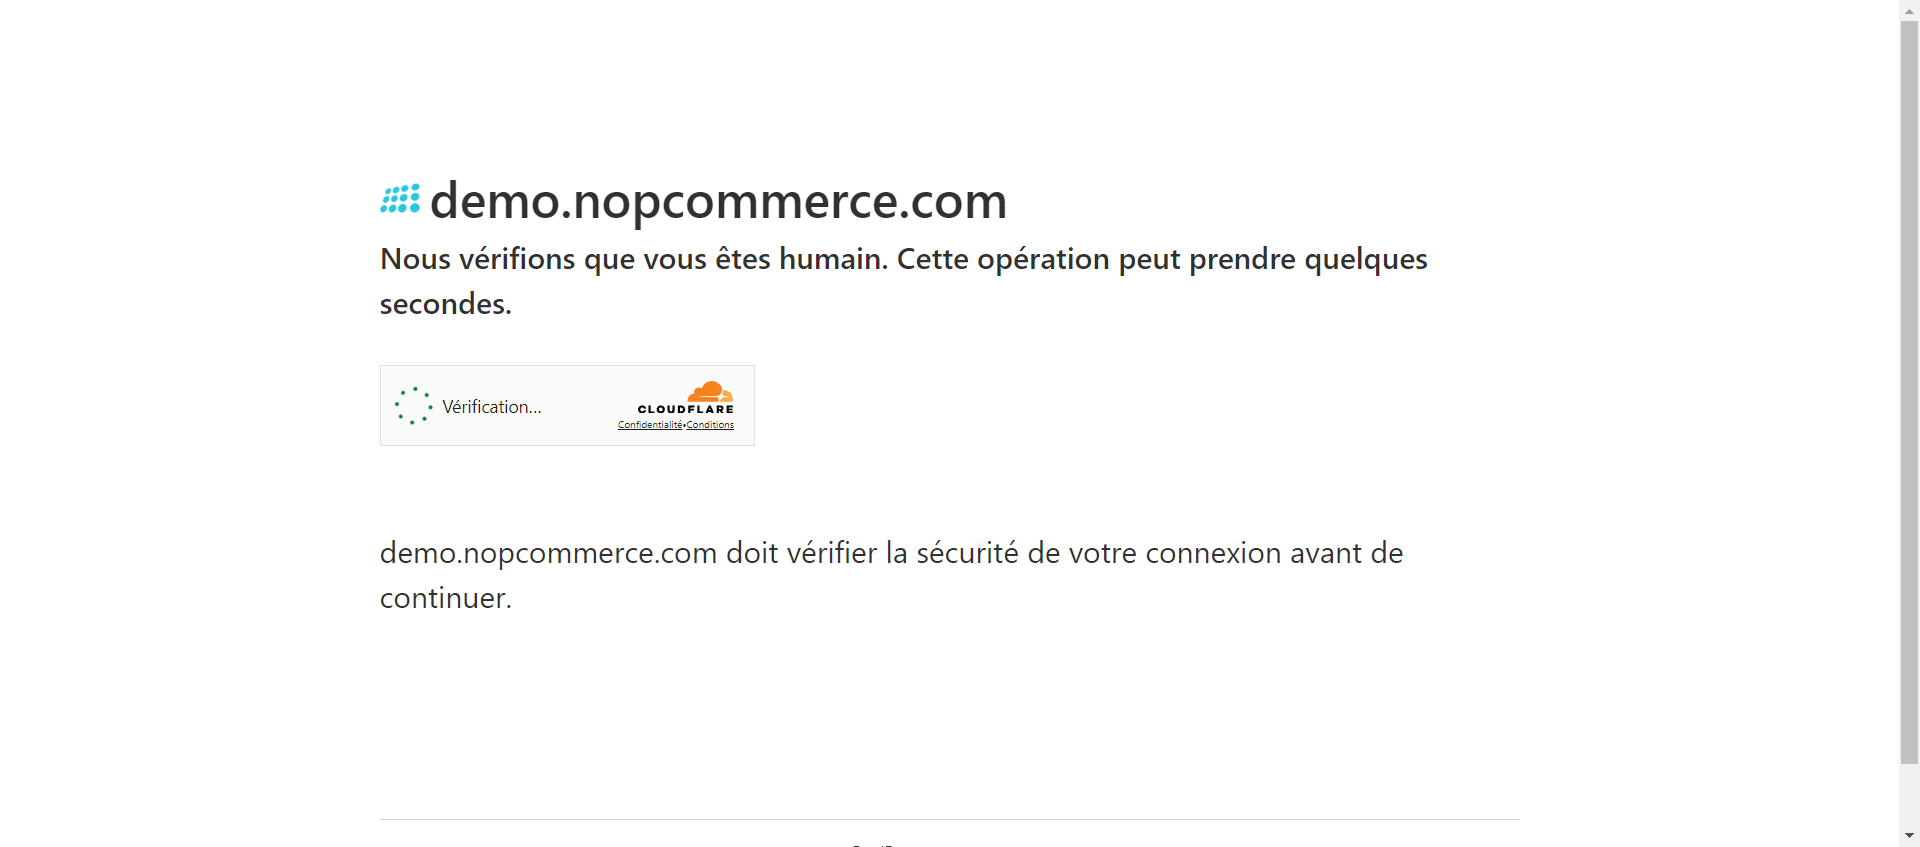 demo.nopcommerce.com
Nous vérifions que vous êtes humain. Cette opération peut prendre quelques
secondes.
Vérification...
CLOUDFLARE
Confidentialité•Conditions
demo.nopcommerce.com doit vérifier la sécurité de votre connexion avant de
continuer.